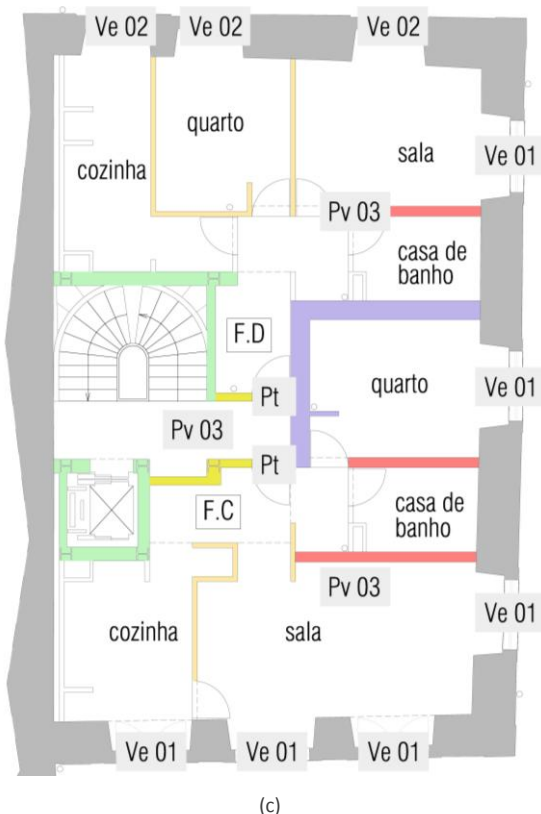 Ve 02
Ve 02
Ve 02
quarto
sala
Ve 01
cozinha
Pv 03
casa de
banho
F.D
quarto
Ve 01
Pt
Pv 03
Pt
F.C
casa de
banho
Pv 03
Ve 01
cozinha
sala
Ve 01
Ve 01
Ve 01
(c)